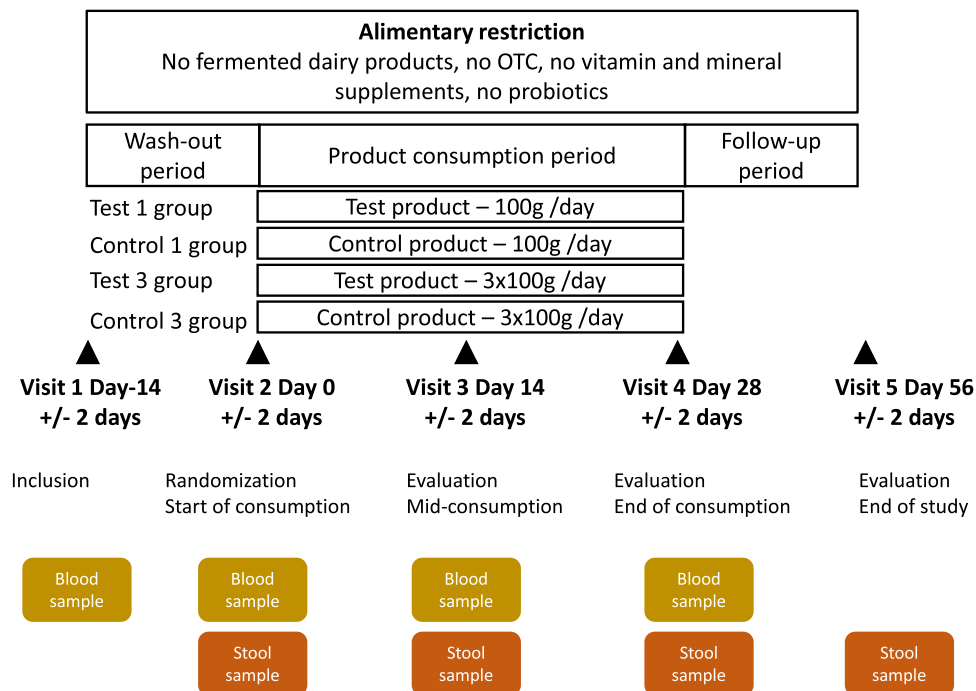 Alimentary restriction
No fermented dairy products, no OTC, no vitamin and mineral
supplements, no probiotics
Wash-out
period
Product consumption period
Follow-up
period
Test 1 group
Test product – 100g /day
Control 1 group
Control product – 100g /day
Test 3 group
Test product – 3x100g /day
Control 3 group
Control product – 3x100g /day
Visit 1 Day-14
+/- 2 days
Visit 2 Day 0
+/- 2 days
Visit 3 Day 14
+/- 2 days
Visit 4 Day 28
+/- 2 days
Visit 5 Day 56
+/- 2 days
Inclusion
Randomization
Start of consumption
Evaluation
Mid-consumption
Evaluation
End of consumption
Evaluation
End of study
Blood
sample
Blood
sample
Blood
sample
Blood
sample
Stool
sample
Stool
sample
Stool
sample
Stool
sample